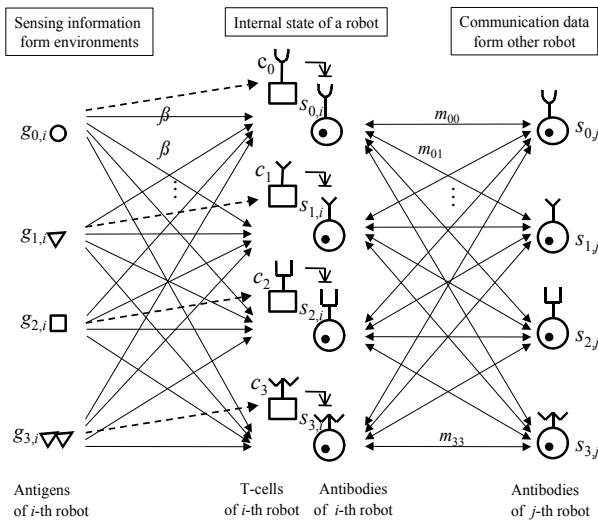 Sensing information
form environments
Internal state of a robot
Communication data
form other robot
c0
s0,i
g0,i
ß
ß
m00
m01
s0,j
c1
s1,i
g1,i
s1,j
c2
s2,i
g2,i
s2,j
c3
s3,i
g3,i
m33
s3,j
Antigens
of i-th robot
T-cells
of i-th robot
Antibodies
of i-th robot
Antibodies
of j-th robot